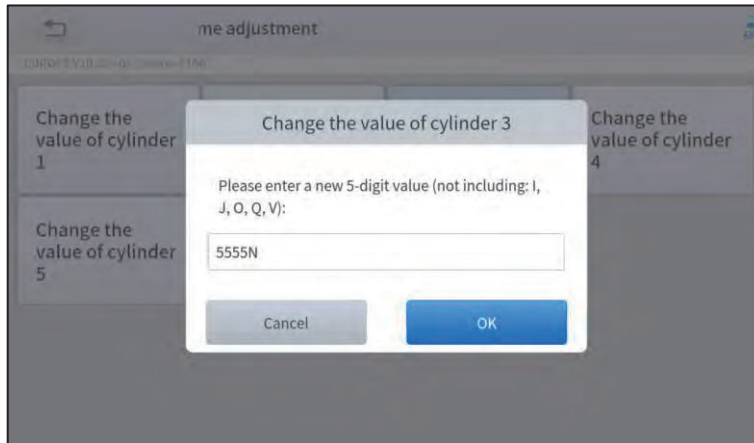 me adjustment
Change the
value of cylinder
1
Change the
value of cylinder
4
Change the
value of cylinder
5
Change the value of cylinder 3
Please enter a new 5-digit value (not including: I,
J, O, Q, V):
5555N
Cancel
OK